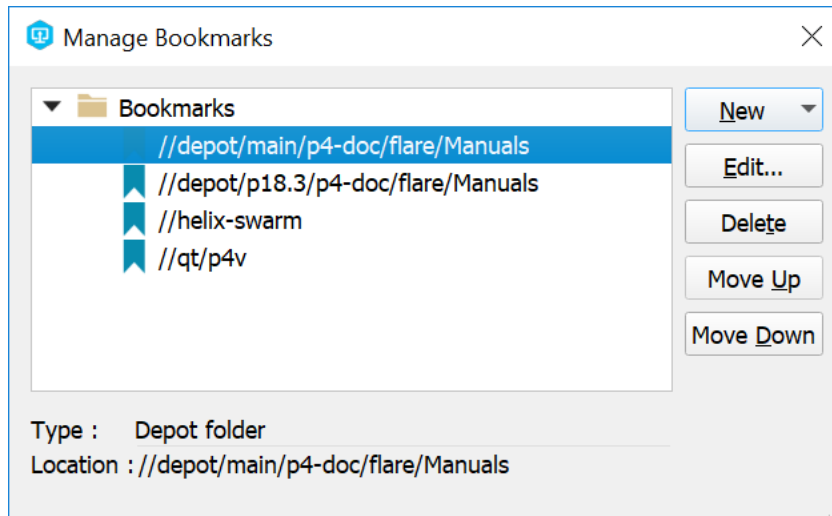 Manage Bookmarks
Bookmarks
//depot/main/p4-doc/flare/Manuals
//depot/p18.3/p4-doc/flare/Manuals
//helix-swarm
//qt/p4v
New
Edit...
Delete
Move Up
Move Down
Type : Depot folder
Location : //depot/main/p4-doc/flare/Manuals